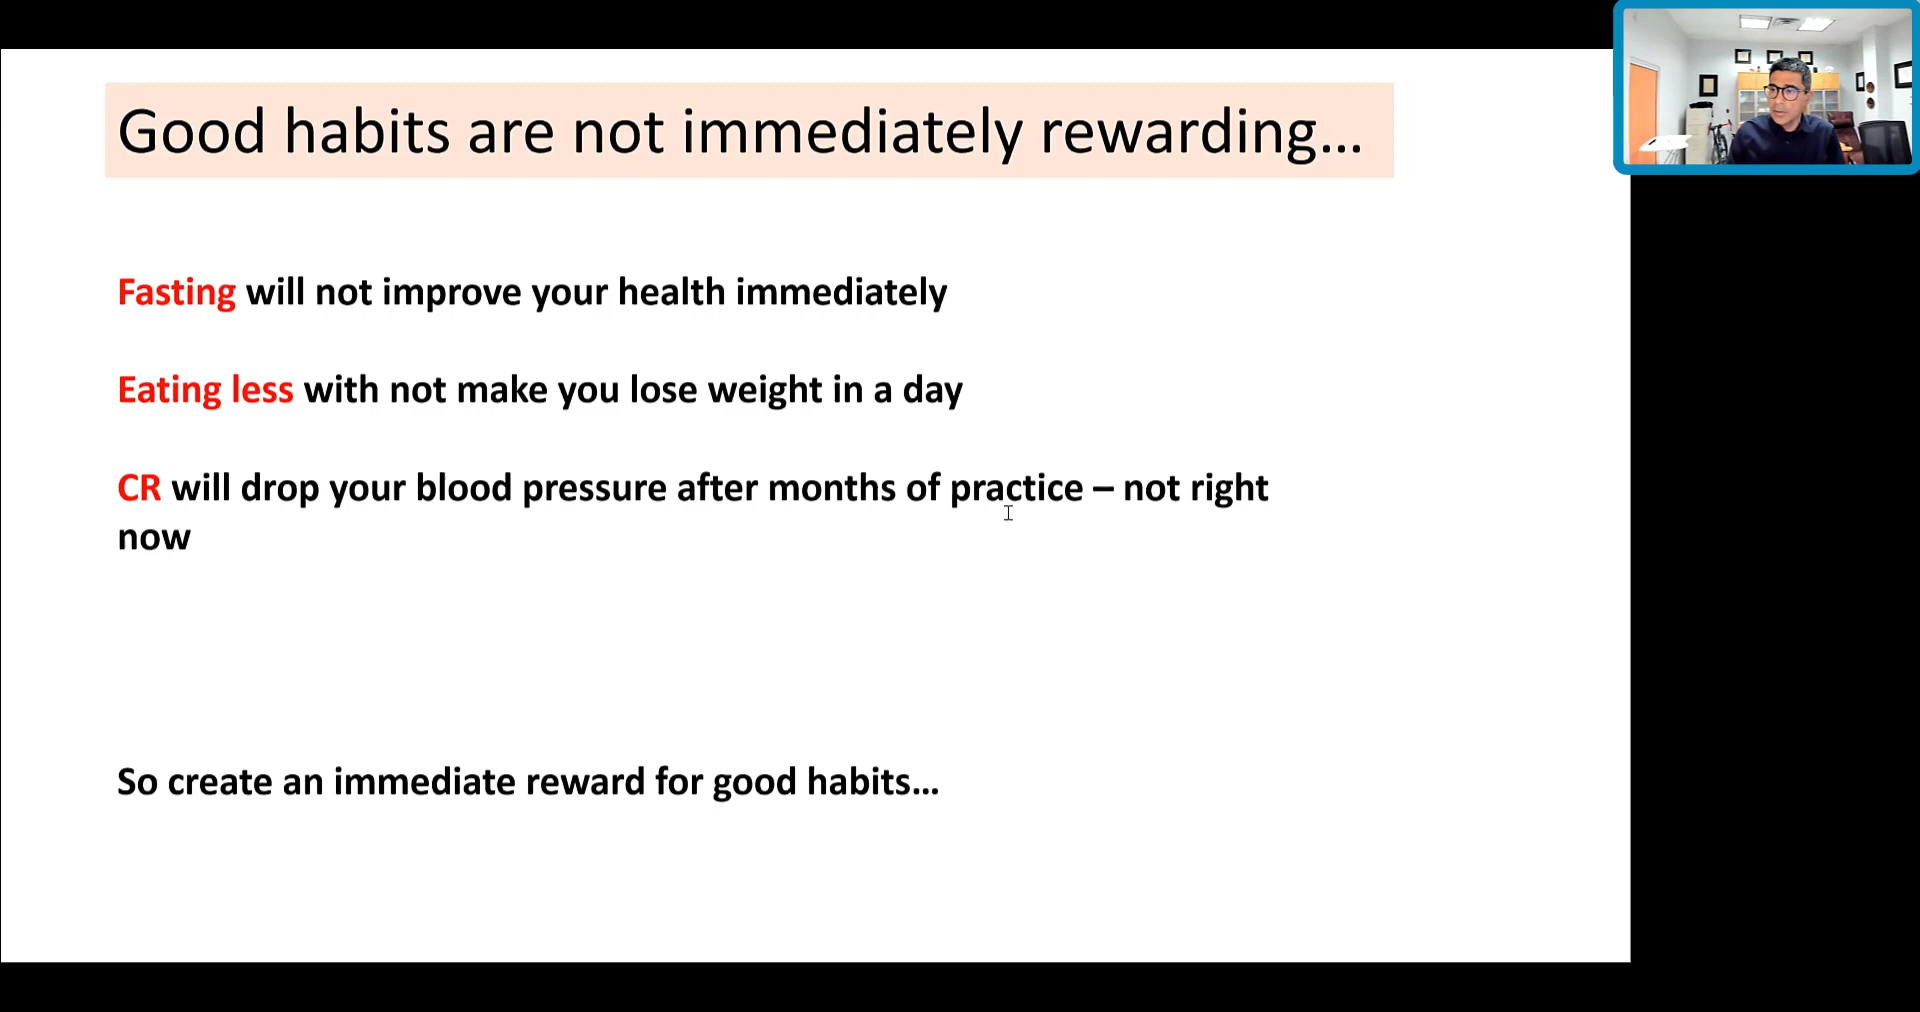 Good habits are not immediately rewarding...
Fasting will not improve your health immediately
Eating less with not make you lose weight in a day
CR will drop your blood pressure after months of practice – not right
now
So create an immediate reward for good habits...